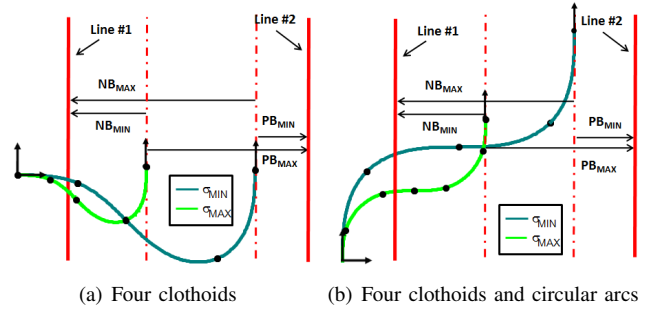 Line #1
Line #2
NB_MAX
NB_MIN
PB_MIN
PB_MAX
σ_MIN
σ_MAX
(a) Four clothoids
Line #1
Line #2
NB_MAX
NB_MIN
PB_MIN
PB_MAX
σ_MIN
σ_MAX
(b) Four clothoids and circular arcs